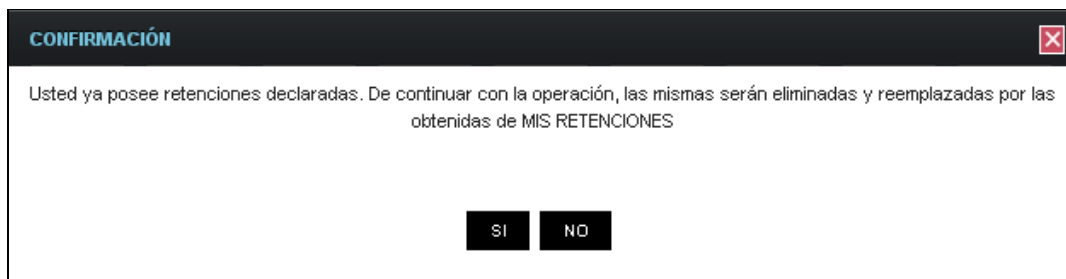 CONFIRMACIÓN
Usted ya posee retenciones declaradas. De continuar con la operación, las mismas serán eliminadas y reemplazadas por las
obtenidas de MIS RETENCIONES
SI NO